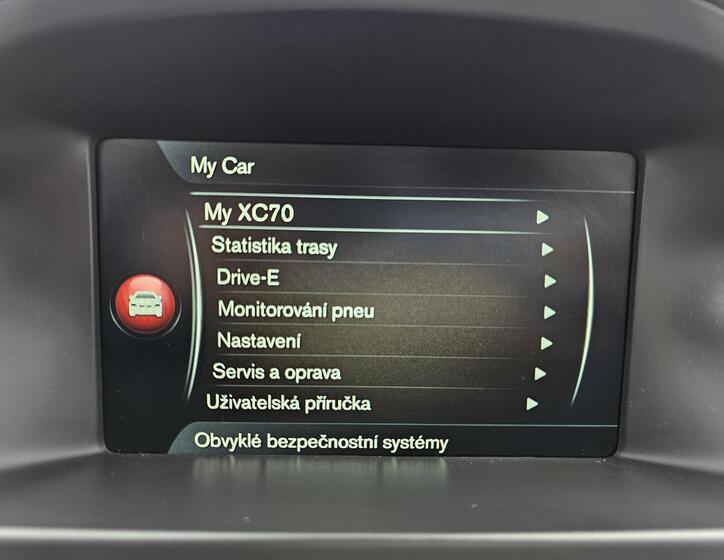 My Car
My XC70
Statistika trasy
Drive-E
Monitorování pneu
Nastavení
Servis a oprava
Uživatelská příručka
Obvyklé bezpečnostní systémy